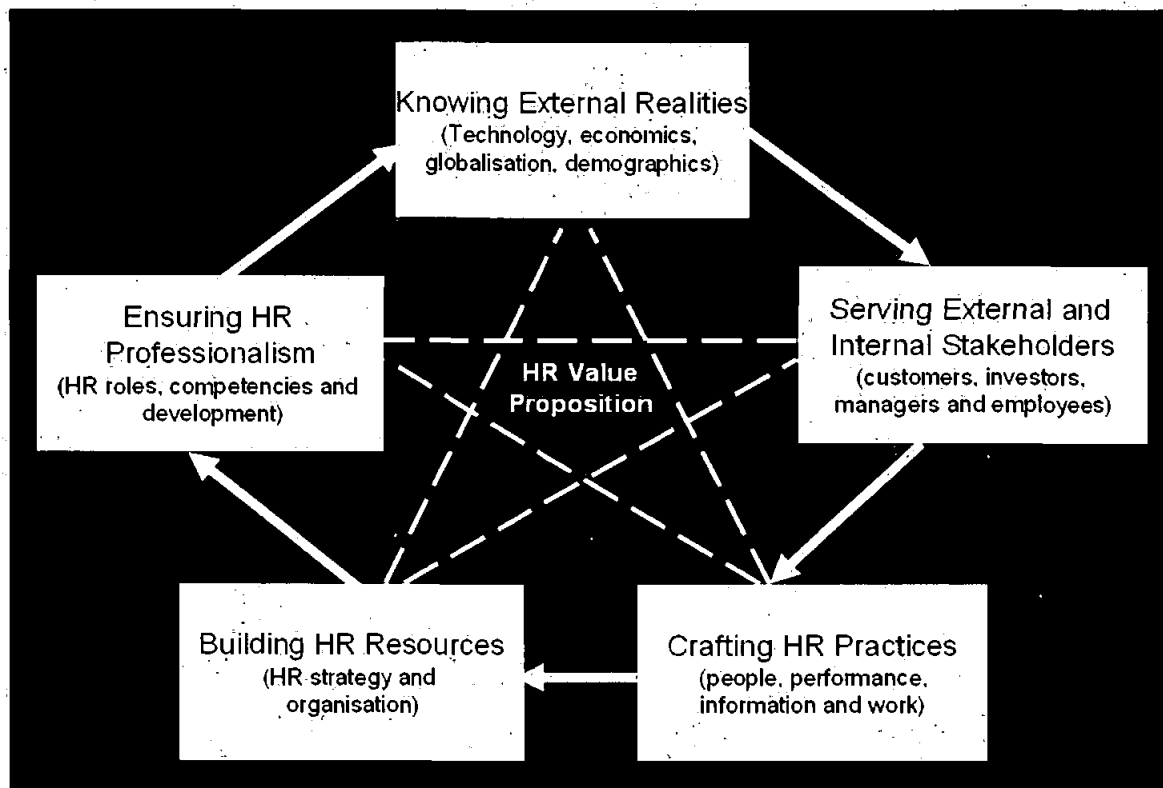 Knowing External Realities
(Technology, economics,
globalisation, demographics)
Ensuring HR
Professionalism
(HR roles, competencies and
development)
Serving External and
Internal Stakeholders
(customers, investors,
managers and employees)
HR Value
Proposition
Building HR Resources
(HR strategy and
organisation)
Crafting HR Practices
(people, performance,
information and work)